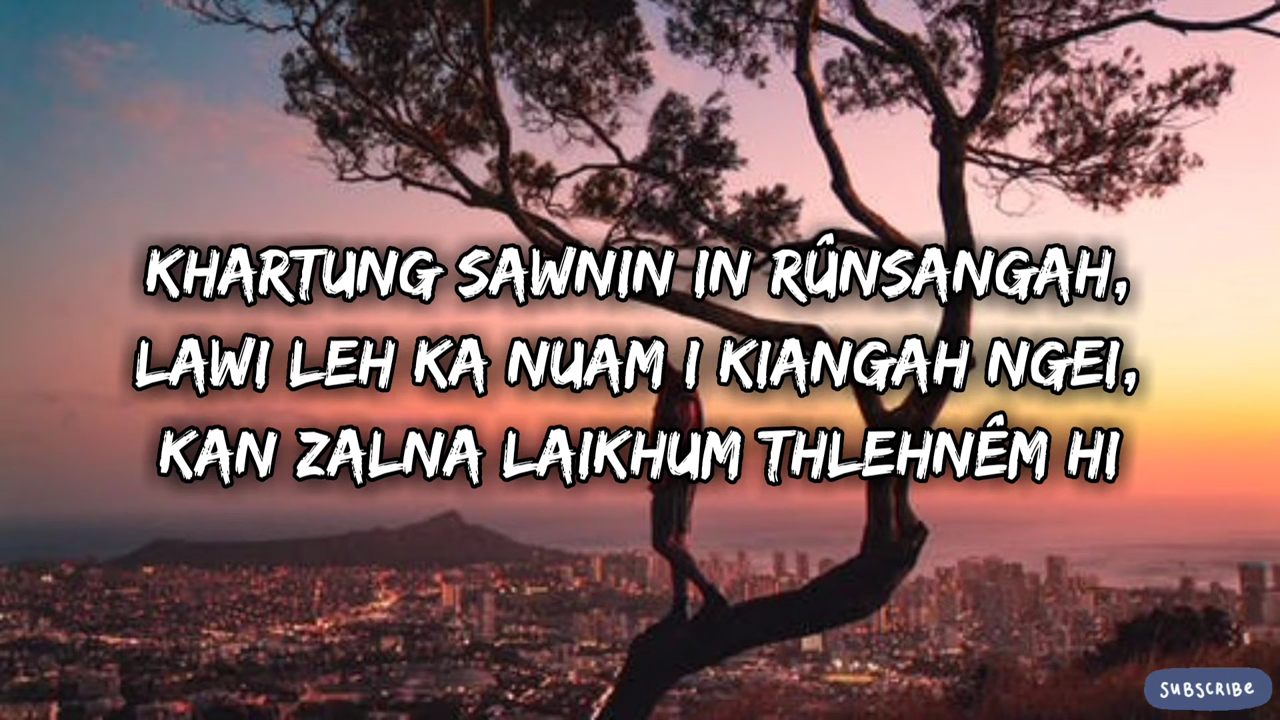 KHARTUNG SAWNIN IN RÛNSANGAH,
LAWI LEH KA NUAM I KIANGAH NGEI,
KAN ZALNA LAIKHUM THLEHNÊM HI
SUBSCRIBE